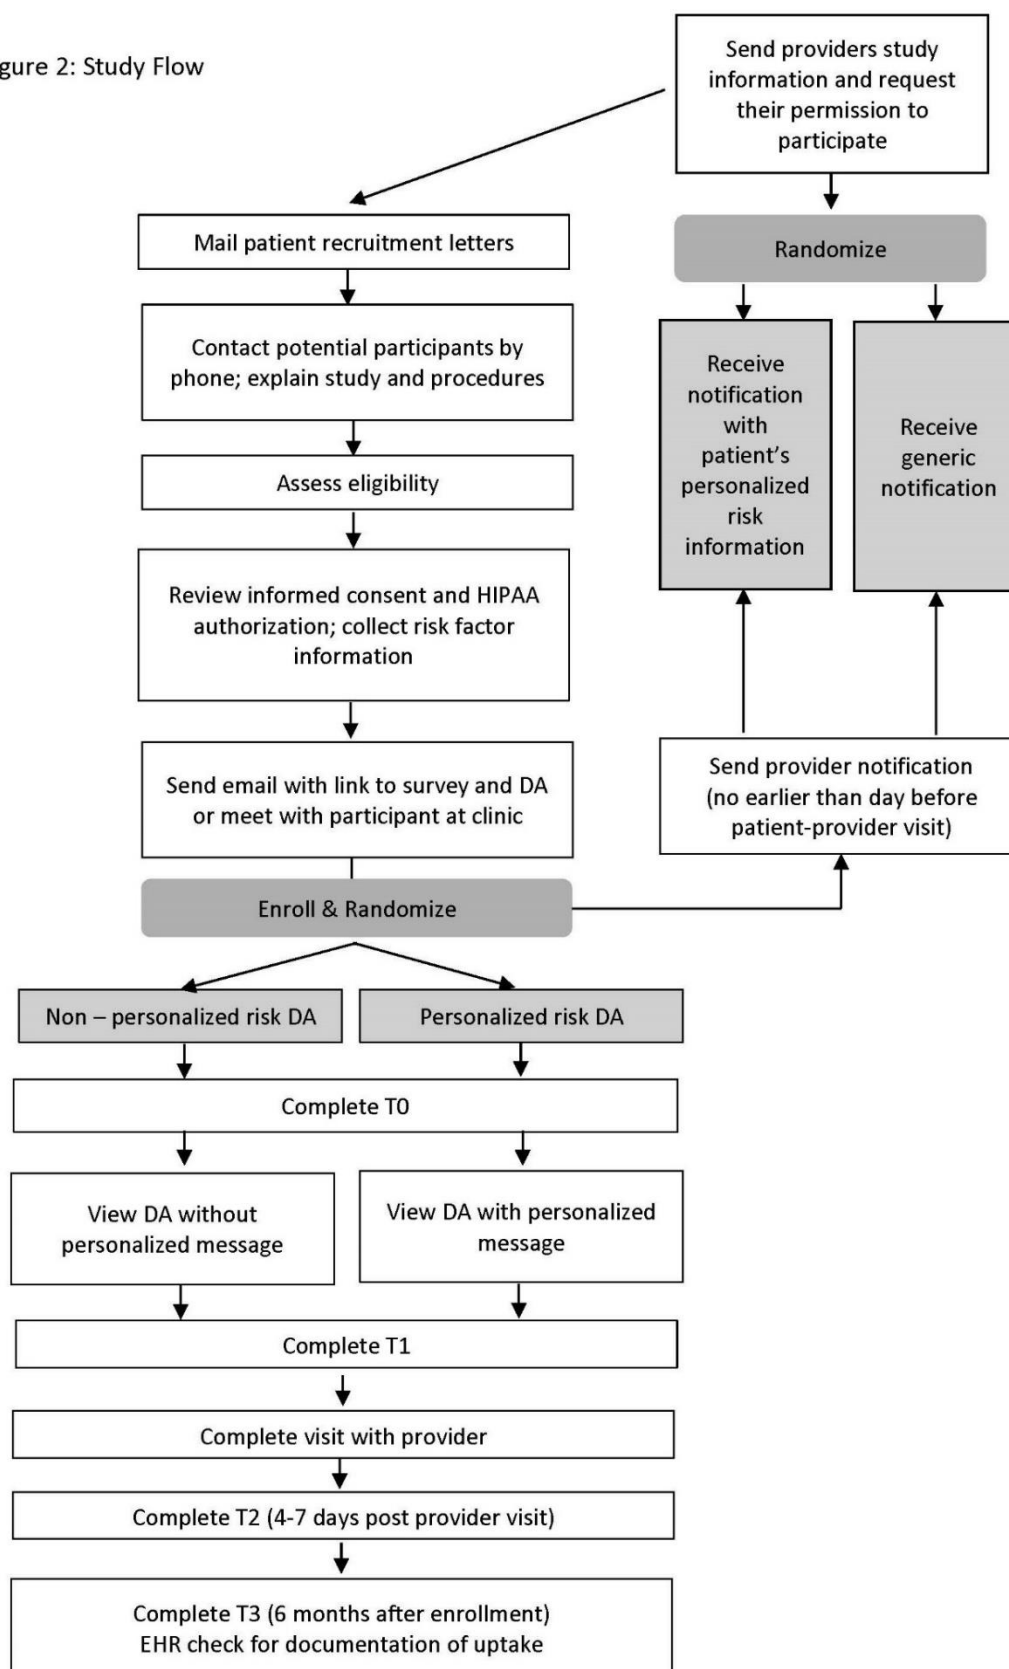 gure 2: Study Flow
Send providers study
information and request
their permission to
participate
Mail patient recruitment letters
Randomize
Contact potential participants by
phone; explain study and procedures
Receive
notification
with
patient’s
personalized
risk
information
Receive
generic
notification
Assess eligibility
Review informed consent and HIPAA
authorization; collect risk factor
information
Send email with link to survey and DA
or meet with participant at clinic
Send provider notification
(no earlier than day before
patient-provider visit)
Enroll & Randomize
Non – personalized risk DA
Personalized risk DA
Complete T0
View DA without
personalized message
View DA with personalized
message
Complete T1
Complete visit with provider
Complete T2 (4-7 days post provider visit)
Complete T3 (6 months after enrollment)
EHR check for documentation of uptake